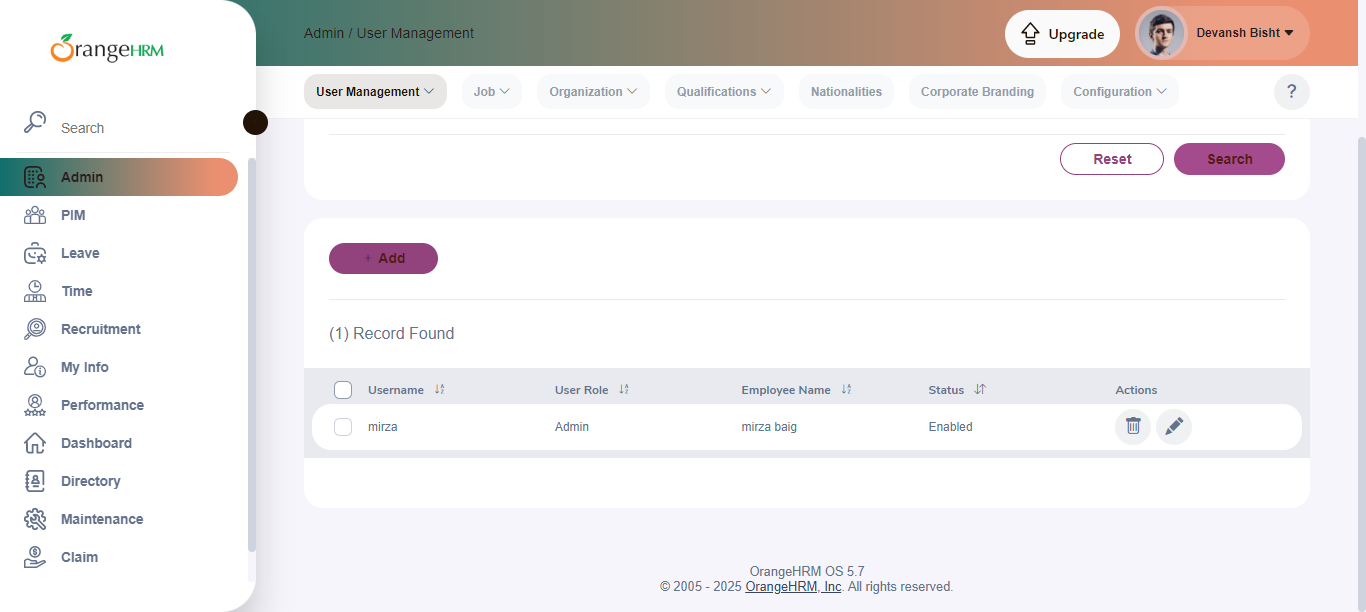 OrangeHRM
Search
Admin
PIM
Leave
Time
Recruitment
My Info
Performance
Dashboard
Directory
Maintenance
Claim
Admin / User Management
Upgrade
Devansh Bisht
User Management
Job
Organization
Qualifications
Nationalities
Corporate Branding
Configuration
?
Reset
Search
+ Add
(1) Record Found
Username User Role Employee Name Status Actions
mirza Admin mirza baig Enabled
OrangeHRM OS 5.7
© 2005 - 2025 OrangeHRM, Inc. All rights reserved.